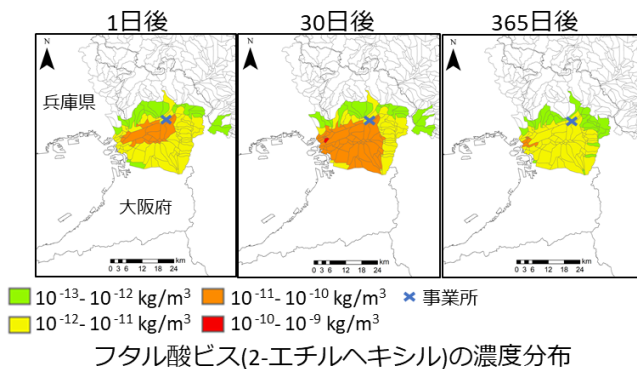 1日後
30日後
365日後
N
N
N
兵庫県
大阪府
km
0 3 6 12 18 24
km
0 3 6 12 18 24
km
0 3 6 12 18 24
10⁻¹³- 10⁻¹² kg/m³
10⁻¹¹- 10⁻¹⁰ kg/m³
事業所
10⁻¹²- 10⁻¹¹ kg/m³
10⁻¹⁰- 10⁻⁹ kg/m³
フタル酸ビス(2-エチルヘキシル)の濃度分布